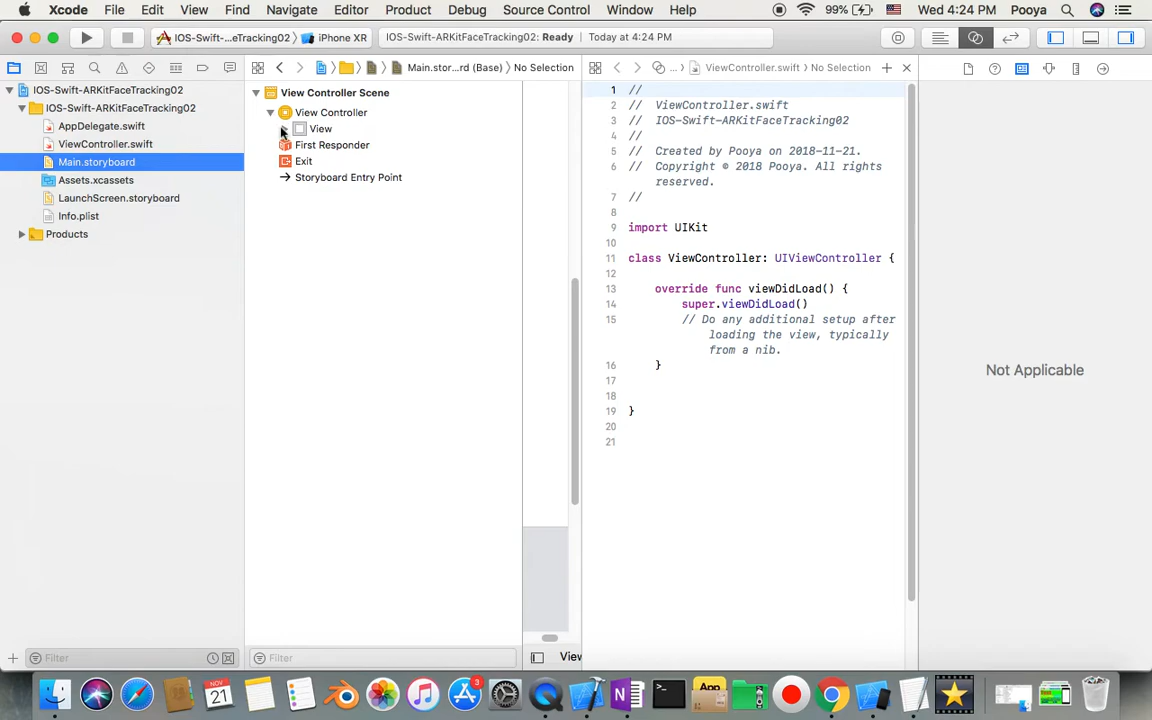 Xcode File Edit View Find Navigate Editor Product Debug Source Control Window Help 99% Wed 4:24 PM Pooya
IOS-Swift-...eTracking02 〉 iPhone XR IOS-Swift-ARKitFaceTracking02: Ready Today at 4:24 PM
Main.stor...rd (Base) 〉 No Selection ... 〉 ViewController.swift 〉 No Selection
IOS-Swift-ARKitFaceTracking02
IOS-Swift-ARKitFaceTracking02
AppDelegate.swift
ViewController.swift
Main.storyboard
Assets.xcassets
LaunchScreen.storyboard
Info.plist
Products
Filter
View Controller Scene
View Controller
View
First Responder
Exit
Storyboard Entry Point
Filter
View
1 //
2 // ViewController.swift
3 // IOS-Swift-ARKitFaceTracking02
4 //
5 // Created by Pooya on 2018-11-21.
6 // Copyright © 2018 Pooya. All rights
reserved.
7 //
8
9 import UIKit
10
11 class ViewController: UIViewController {
12
13 override func viewDidLoad() {
14 super.viewDidLoad()
15 // Do any additional setup after
loading the view, typically
from a nib.
16 }
17
18
19 }
20
21
Not Applicable
NOV
21
3
App